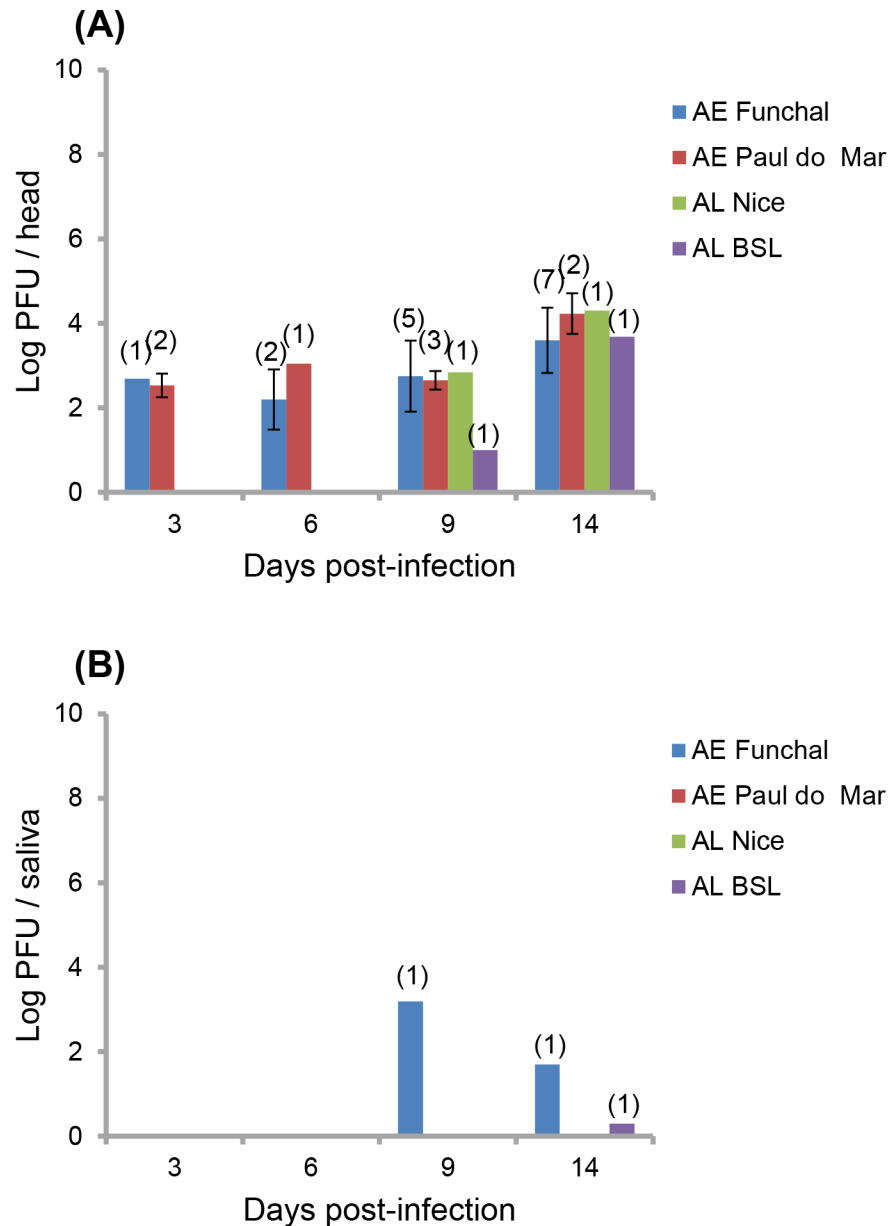 (A)
10
8
6
4
2
0
Log PFU / head
(1) (2) (2) (1) (5) (3) (1) (1) (7) (2) (1) (1)
3 6 9 14
Days post-infection
AE Funchal
AE Paul do Mar
AL Nice
AL BSL
(B)
10
8
6
4
2
0
Log PFU / saliva
(1) (1) (1)
3 6 9 14
Days post-infection
AE Funchal
AE Paul do Mar
AL Nice
AL BSL